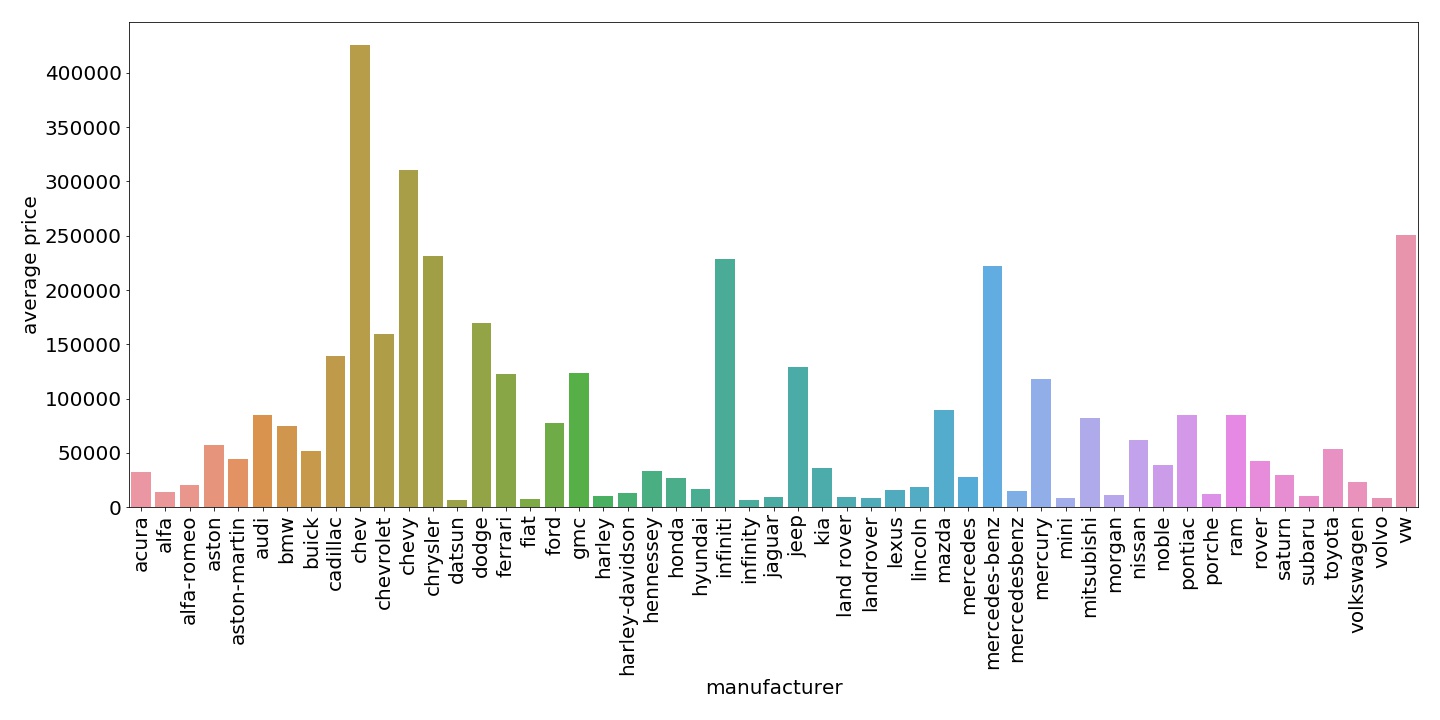 400000
350000
300000
250000
200000
150000
100000
50000
0
average price
acura
alfa
alfa-romeo
aston
aston-martin
audi
bmw
buick
cadillac
chev
chevrolet
chevy
chrysler
datsun
dodge
ferrari
fiat
ford
gmc
harley
harley-davidson
hennessey
honda
hyundai
infiniti
infinity
jaguar
jeep
kia
land rover
landrover
lexus
lincoln
mazda
mercedes
mercedes-benz
mercedesbenz
mercury
mini
mitsubishi
morgan
nissan
noble
pontiac
porche
ram
rover
saturn
subaru
toyota
volkswagen
volvo
vw
manufacturer